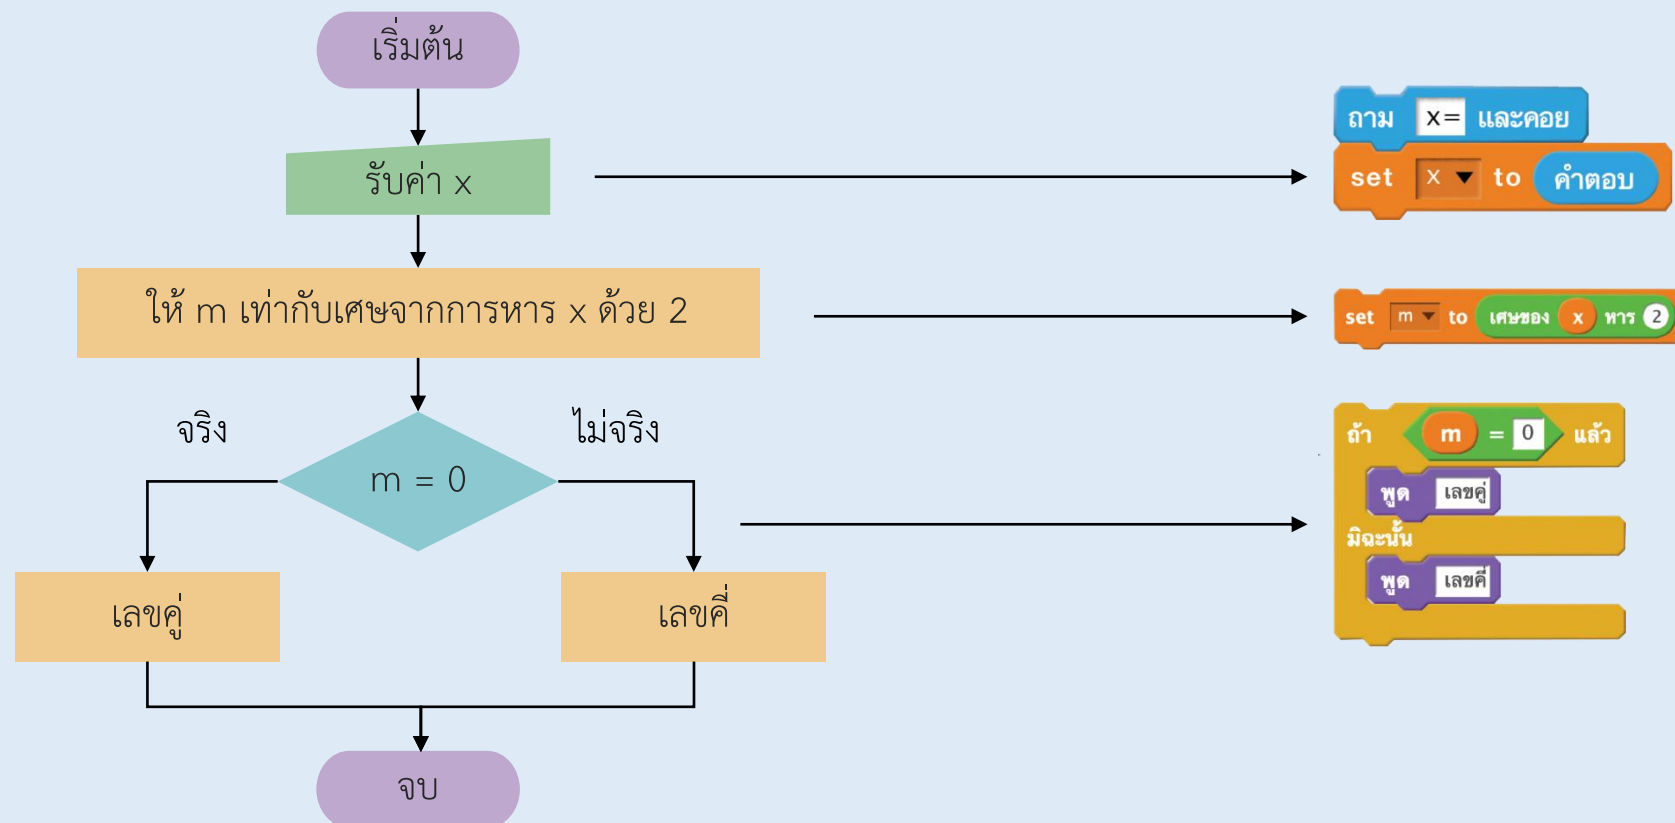 เริ่มต้น
รับค่า x
ให้ m เท่ากับเศษจากการหาร x ด้วย 2
จริง
ไม่จริง
m = 0
เลขคู่
เลขคี่
จบ
ถาม x= และคอย
set x to คำตอบ
set m to เศษของ x หาร 2
ถ้า m = 0 แล้ว
พูด เลขคู่
มิฉะนั้น
พูด เลขคี่